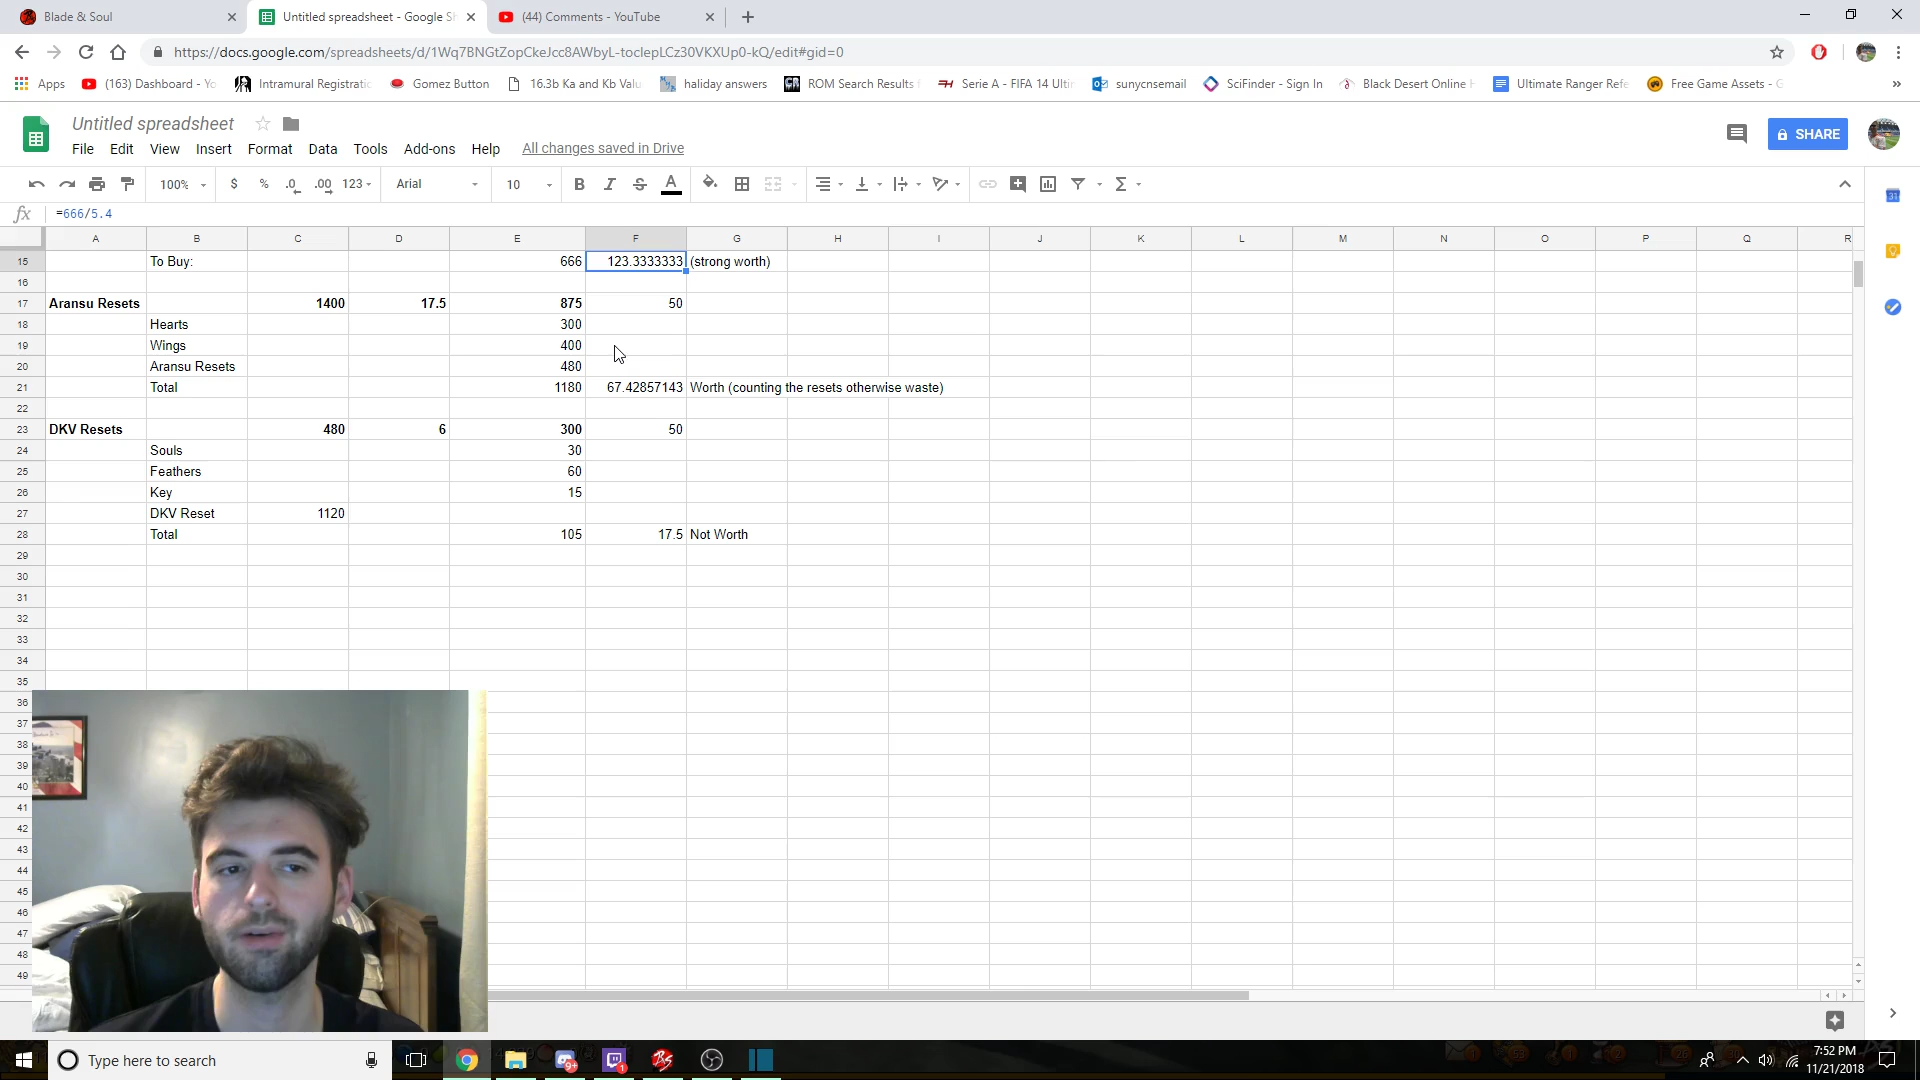 Blade & Soul
Untitled spreadsheet - Google Sh
(44) Comments - YouTube
https://docs.google.com/spreadsheets/d/1Wq7BNGtZopCkeJcc8AWbyL-toclepLCz30VKXUp0-kQ/edit#gid=0
Apps
(163) Dashboard - Yo
Intramural Registratic
Gomez Button
16.3b Ka and Kb Valu
haliday answers
ROM Search Results
Serie A - FIFA 14 Ultin
sunycnsemail
SciFinder - Sign In
Black Desert Online
Ultimate Ranger Refe
Free Game Assets - G
Untitled spreadsheet
SHARE
File Edit View Insert Format Data Tools Add-ons Help All changes saved in Drive
100% $ % .0 .00 123 Arial 10 B I S A Σ
fx =666/5.4
A B C D E F G H I J K L M N O P Q R
15 To Buy: 666 123.3333333 (strong worth)
16
17 Aransu Resets 1400 17.5 875 50
18 Hearts 300
19 Wings 400
20 Aransu Resets 480
21 Total 1180 67.42857143 Worth (counting the resets otherwise waste)
22
23 DKV Resets 480 6 300 50
24 Souls 30
25 Feathers 60
26 Key 15
27 DKV Reset 1120
28 Total 105 17.5 Not Worth
29
30
31
32
33
34
35
36
37
38
39
40
41
42
43
44
45
46
47
48
49
Type here to search
9+
1
7:52 PM
11/21/2018